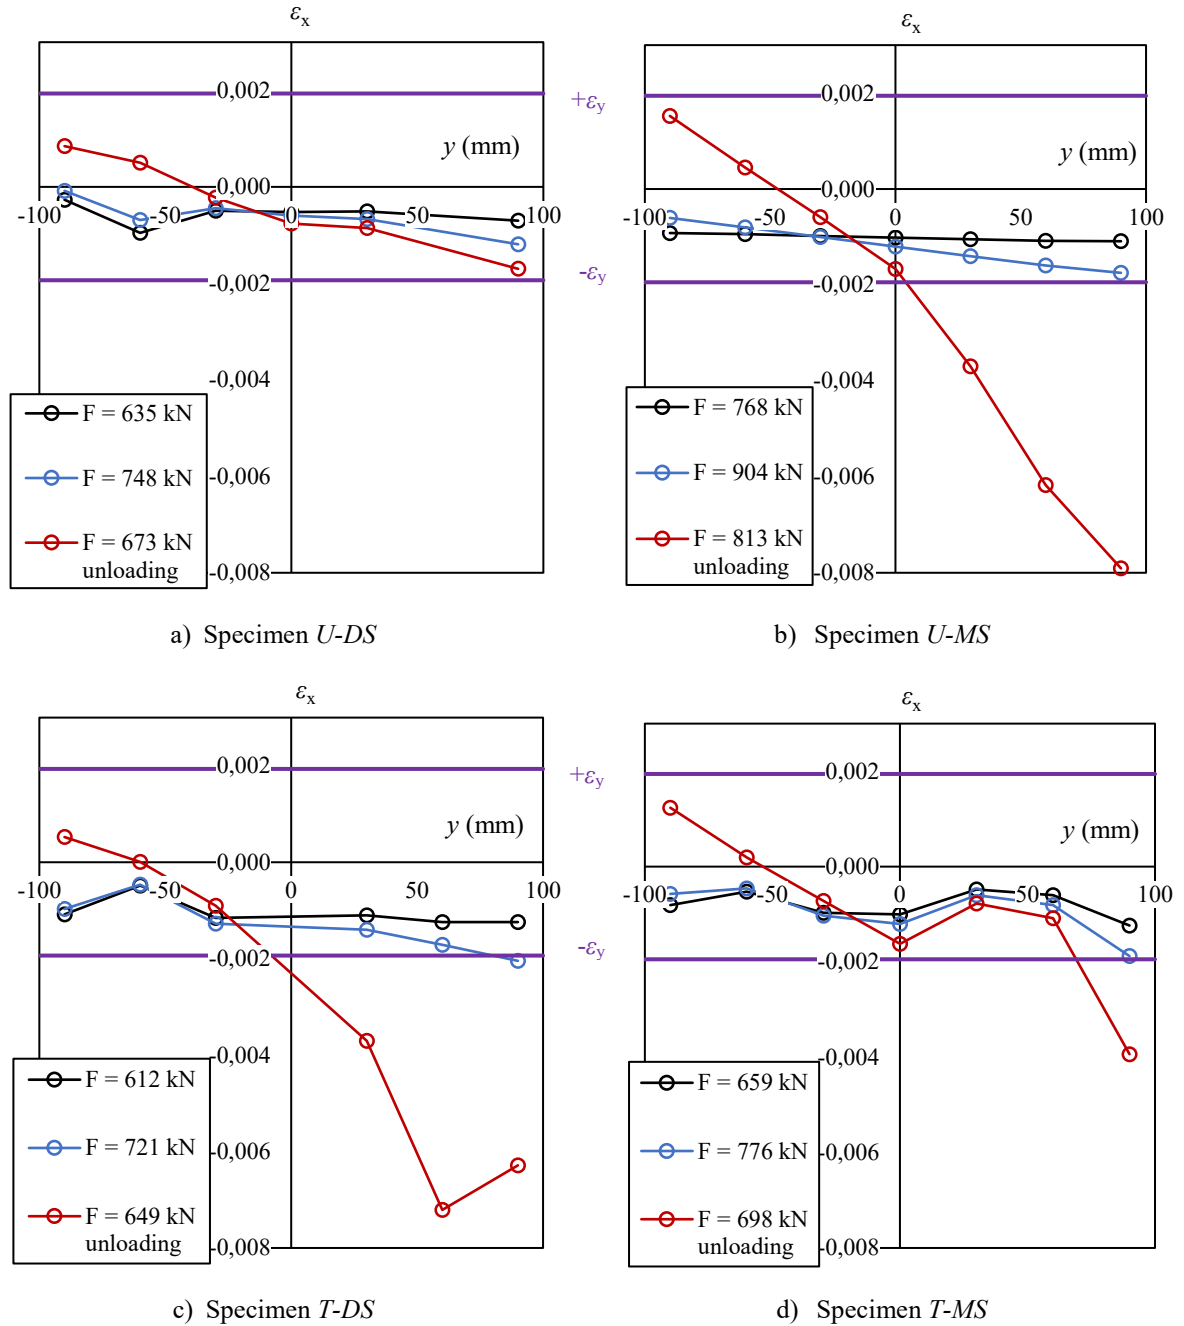 εx
0,002
+εy
y (mm)
0,000
-100 -50 0 50 100
-εy
-0,002
-0,004
F = 635 kN
-0,006
F = 748 kN
F = 673 kN
unloading
-0,008
a) Specimen U-DS
εx
0,002
y (mm)
0,000
-100 -50 0 50 100
-0,002
-0,004
F = 768 kN
-0,006
F = 904 kN
F = 813 kN
unloading
-0,008
b) Specimen U-MS
εx
0,002
+εy
y (mm)
0,000
-100 -50 0 50 100
-εy
-0,002
-0,004
F = 612 kN
F = 721 kN
-0,006
F = 649 kN
unloading
-0,008
c) Specimen T-DS
εx
0,002
y (mm)
0,000
-100 -50 0 50 100
-0,002
-0,004
F = 659 kN
F = 776 kN
-0,006
F = 698 kN
unloading
-0,008
d) Specimen T-MS